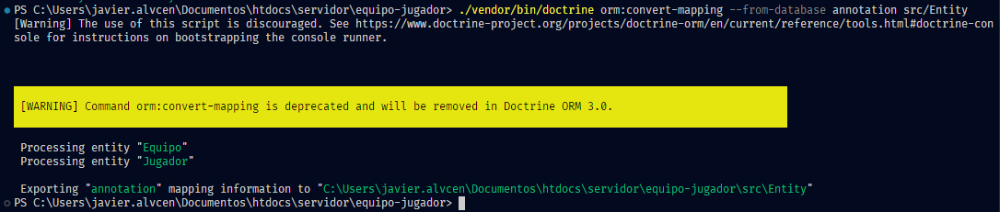 PS C:\Users\javier.alvcen\Documentos\htdocs\servidor\equipo-jugador> ./vendor/bin/doctrine orm:convert-mapping --from-database annotation src/Entity
[Warning] The use of this script is discouraged. See https://www.doctrine-project.org/projects/doctrine-orm/en/current/reference/tools.html#doctrine-con
sole for instructions on bootstrapping the console runner.
[WARNING] Command orm:convert-mapping is deprecated and will be removed in Doctrine ORM 3.0.
Processing entity "Equipo"
Processing entity "Jugador"
Exporting "annotation" mapping information to "C:\Users\javier.alvcen\Documentos\htdocs\servidor\equipo-jugador\src\Entity"
PS C:\Users\javier.alvcen\Documentos\htdocs\servidor\equipo-jugador>